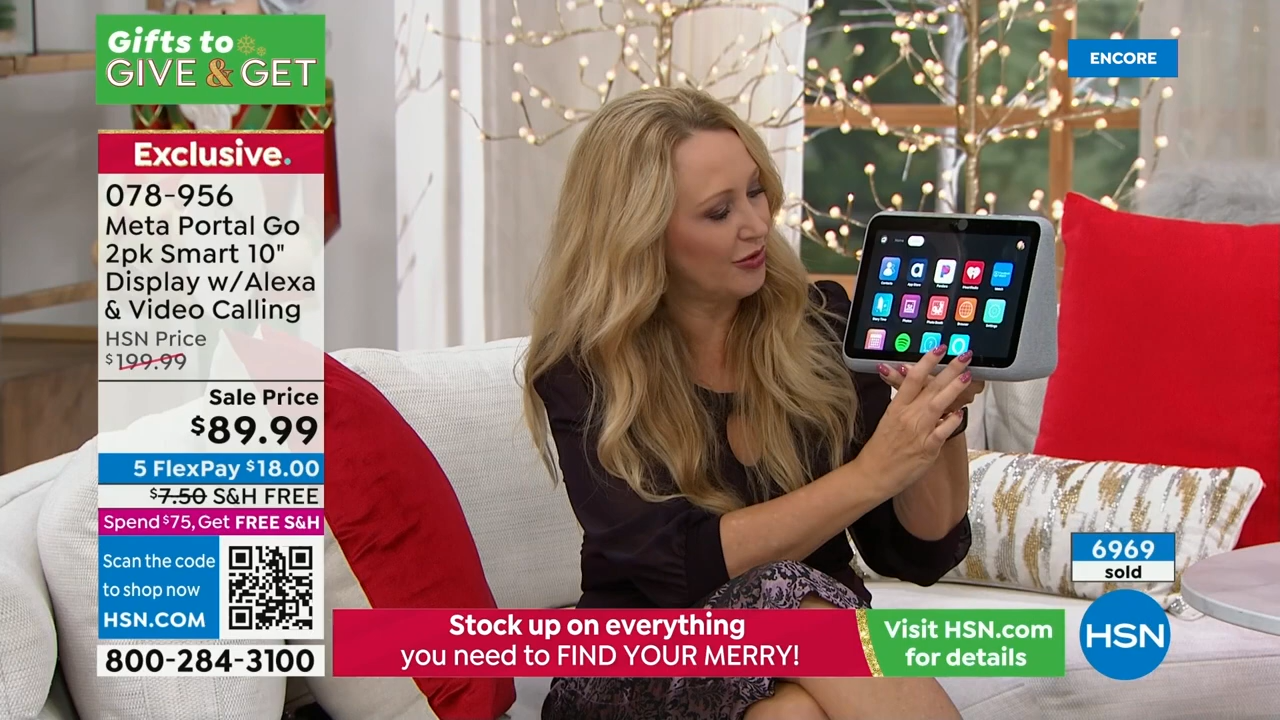 Gifts to
GIVE & GET
Exclusive.
078-956
Meta Portal Go
2pk Smart 10"
Display w/Alexa
& Video Calling
HSN Price
$199.99
Sale Price
$89.99
5 FlexPay $18.00
$7.50 S&H FREE
Spend $75, Get FREE S&H
Scan the code
to shop now
HSN.COM
800-284-3100
ENCORE
6969
sold
Stock up on everything
you need to FIND YOUR MERRY!
Visit HSN.com
for details
HSN